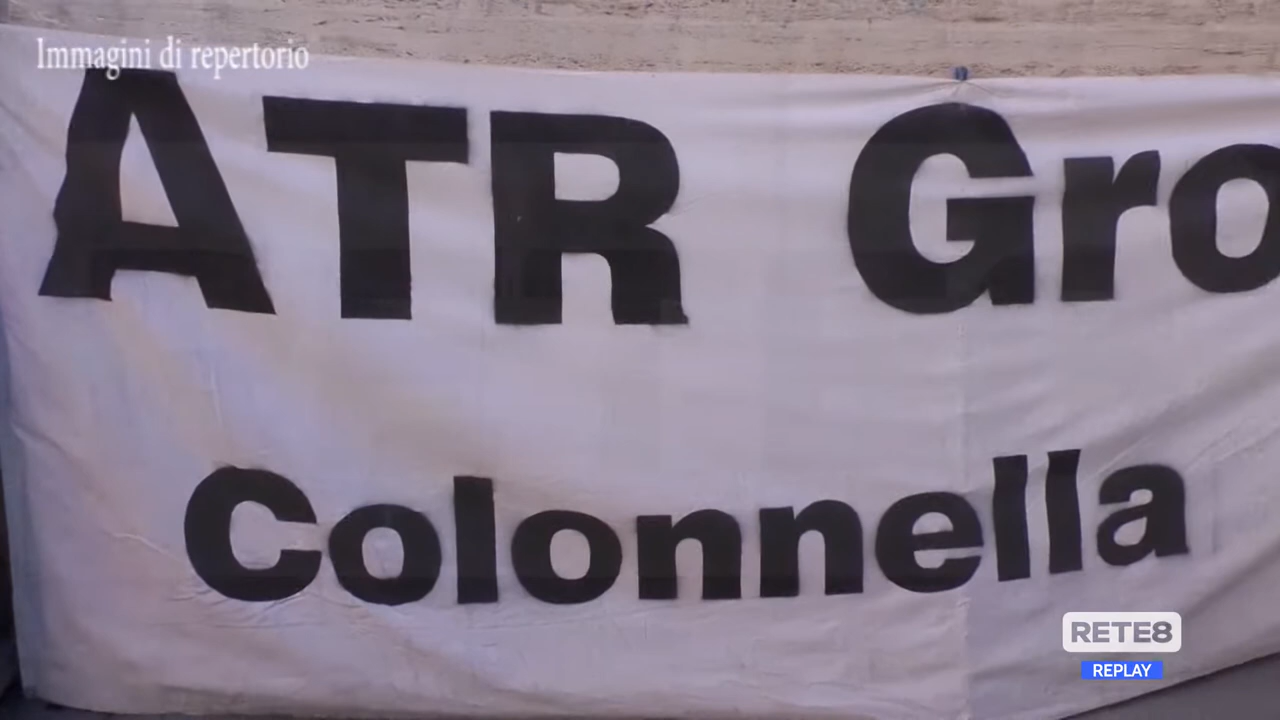 Immagini di repertorio
ATR Gro
Colonnella
RETE8
REPLAY